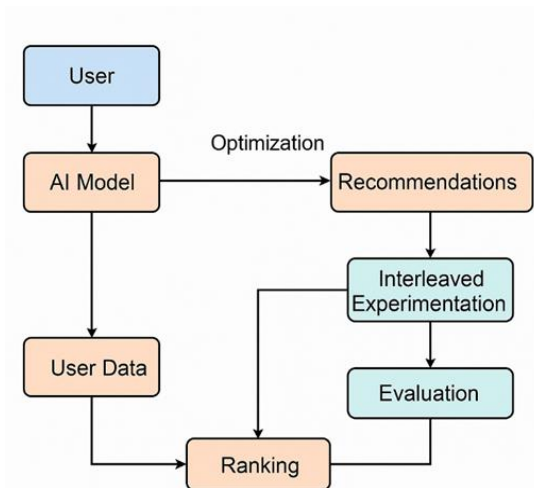 User
Optimization
AI Model
Recommendations
Interleaved
Experimentation
User Data
Evaluation
Ranking